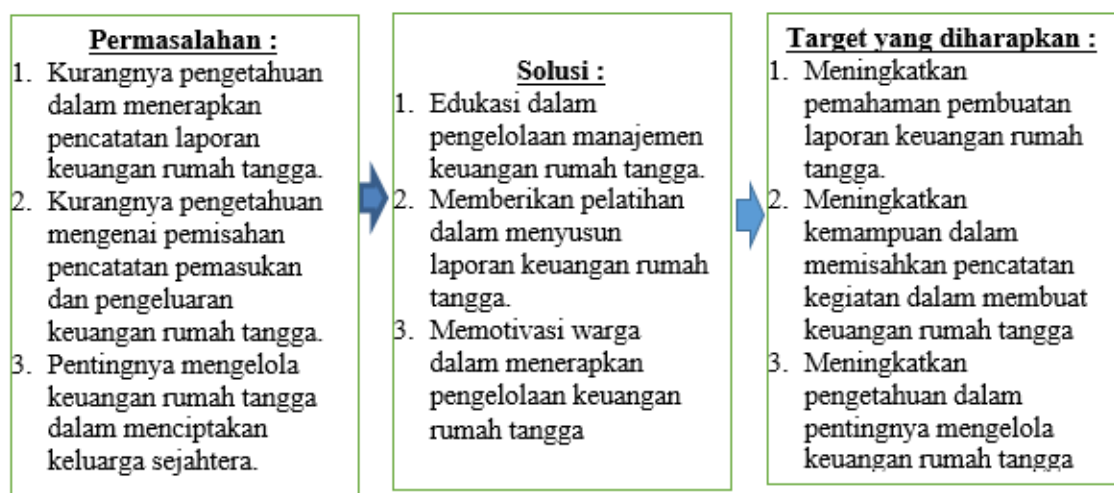 Permasalahan :
1. Kurangnya pengetahuan
dalam menerapkan
pencatatan laporan
keuangan rumah tangga.
2. Kurangnya pengetahuan
mengenai pemisahan
pencatatan pemasukan
dan pengeluaran
keuangan rumah tangga.
3. Pentingnya mengelola
keuangan rumah tangga
dalam menciptakan
keluarga sejahtera.
Solusi :
1. Edukasi dalam
pengelolaan manajemen
keuangan rumah tangga.
2. Memberikan pelatihan
dalam menyusun
laporan keuangan rumah
tangga.
3. Memotivasi warga
dalam menerapkan
pengelolaan keuangan
rumah tangga
Target yang diharapkan :
1. Meningkatkan
pemahaman pembuatan
laporan keuangan rumah
tangga.
2. Meningkatkan
kemampuan dalam
memisahkan pencatatan
kegiatan dalam membuat
keuangan rumah tangga
3. Meningkatkan
pengetahuan dalam
pentingnya mengelola
keuangan rumah tangga